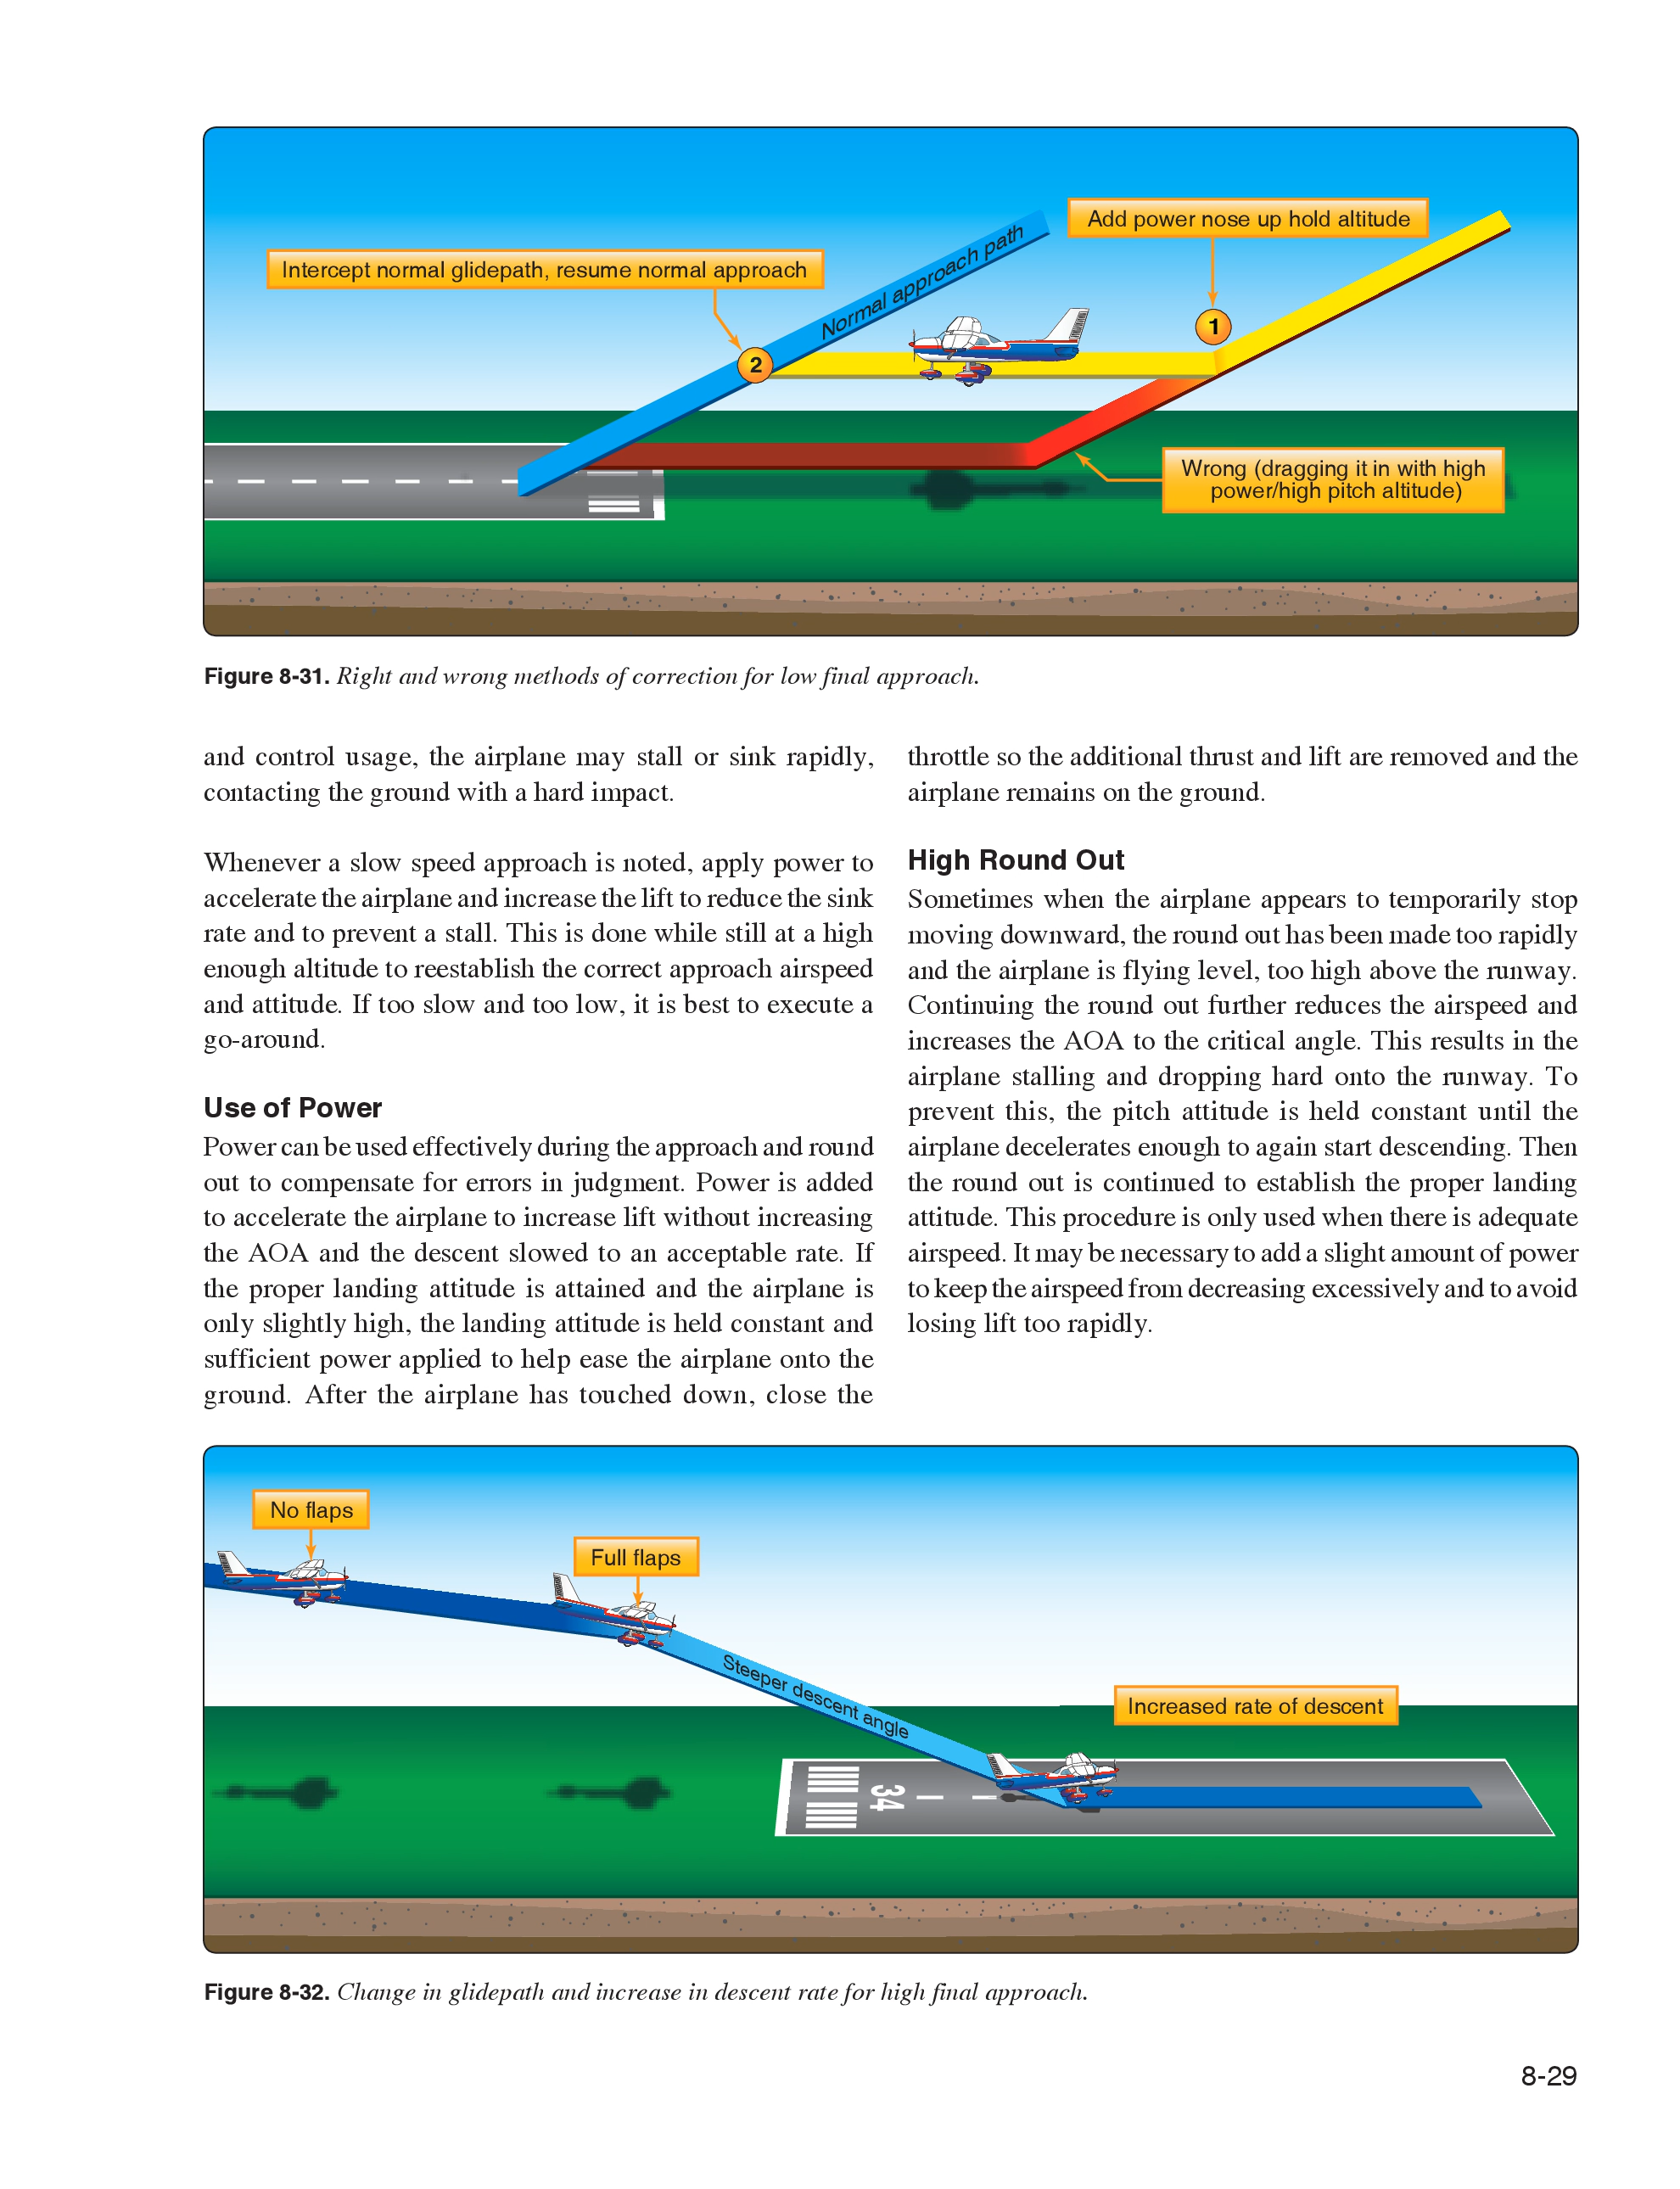 Add power nose up hold altitude
Intercept normal glidepath, resume normal approach
Normal approach path
1
2
Wrong (dragging it in with high
power/high pitch altitude)
Figure 8-31. Right and wrong methods of correction for low final approach.
and control usage, the airplane may stall or sink rapidly,
contacting the ground with a hard impact.
Whenever a slow speed approach is noted, apply power to
accelerate the airplane and increase the lift to reduce the sink
rate and to prevent a stall. This is done while still at a high
enough altitude to reestablish the correct approach airspeed
and attitude. If too slow and too low, it is best to execute a
go-around.
Use of Power
Power can be used effectively during the approach and round
out to compensate for errors in judgment. Power is added
to accelerate the airplane to increase lift without increasing
the AOA and the descent slowed to an acceptable rate. If
the proper landing attitude is attained and the airplane is
only slightly high, the landing attitude is held constant and
sufficient power applied to help ease the airplane onto the
ground. After the airplane has touched down, close the
throttle so the additional thrust and lift are removed and the
airplane remains on the ground.
High Round Out
Sometimes when the airplane appears to temporarily stop
moving downward, the round out has been made too rapidly
and the airplane is flying level, too high above the runway.
Continuing the round out further reduces the airspeed and
increases the AOA to the critical angle. This results in the
airplane stalling and dropping hard onto the runway. To
prevent this, the pitch attitude is held constant until the
airplane decelerates enough to again start descending. Then
the round out is continued to establish the proper landing
attitude. This procedure is only used when there is adequate
airspeed. It may be necessary to add a slight amount of power
to keep the airspeed from decreasing excessively and to avoid
losing lift too rapidly.
No flaps
Full flaps
Steeper descent angle
Increased rate of descent
34
Figure 8-32. Change in glidepath and increase in descent rate for high final approach.
8-29